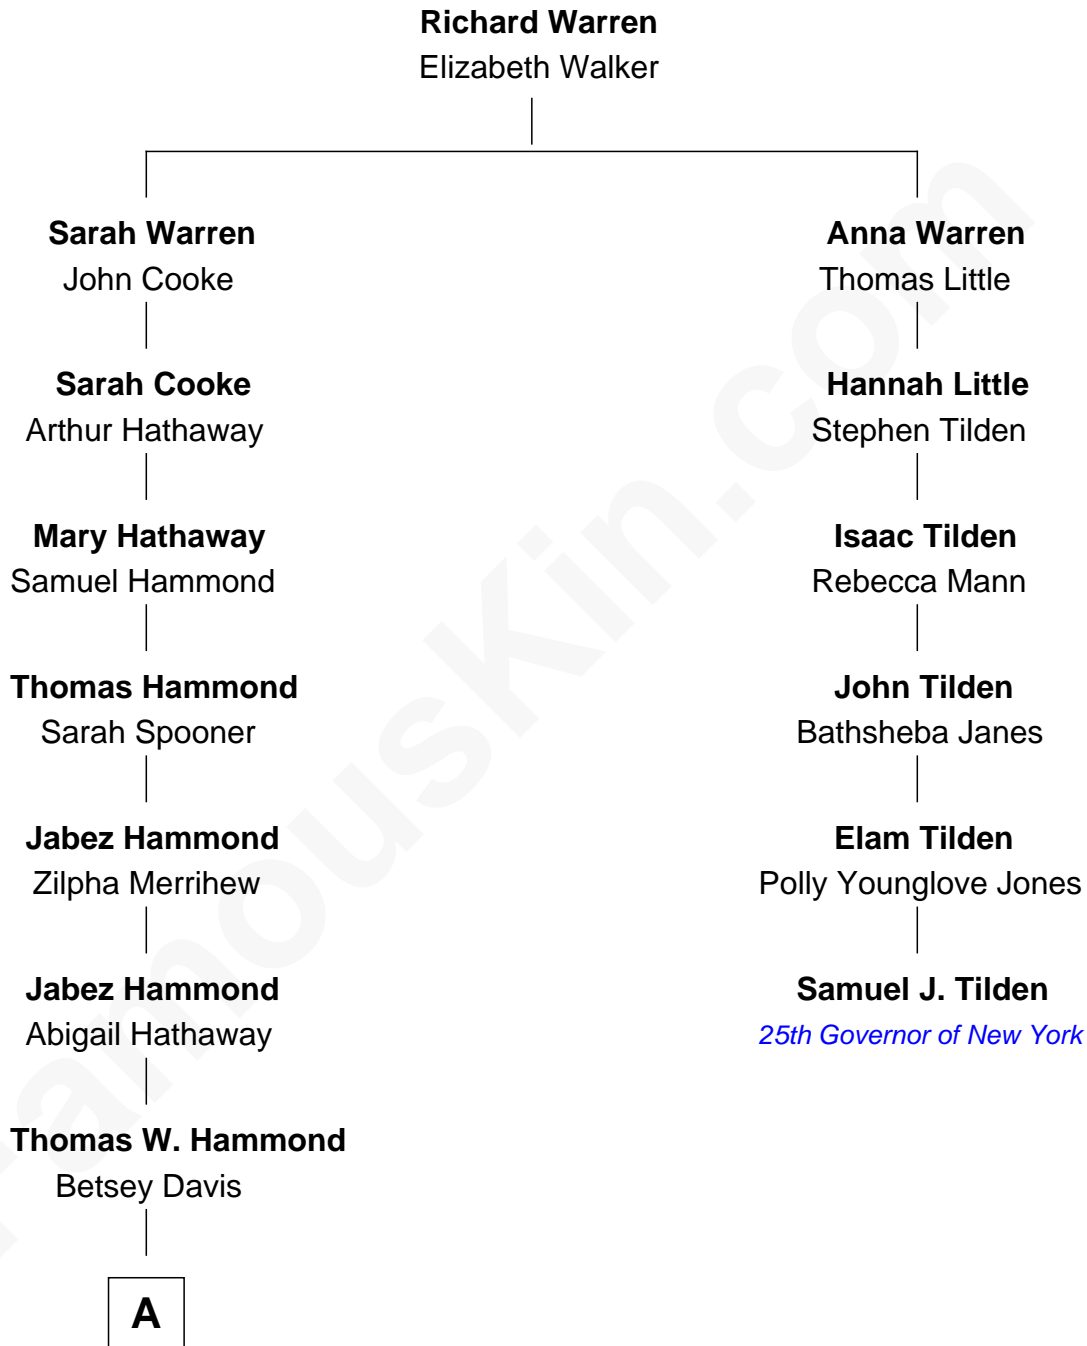 Richard Warren
Elizabeth Walker
Sarah Warren
John Cooke
Anna Warren
Thomas Little
Sarah Cooke
Arthur Hathaway
Hannah Little
Stephen Tilden
Mary Hathaway
Samuel Hammond
Isaac Tilden
Rebecca Mann
Thomas Hammond
Sarah Spooner
John Tilden
Bathsheba Janes
Jabez Hammond
Zilpha Merrihew
Elam Tilden
Polly Younglove Jones
Jabez Hammond
Abigail Hathaway
Samuel J. Tilden
25th Governor of New York
Thomas W. Hammond
Betsey Davis
A
FamousKin.com